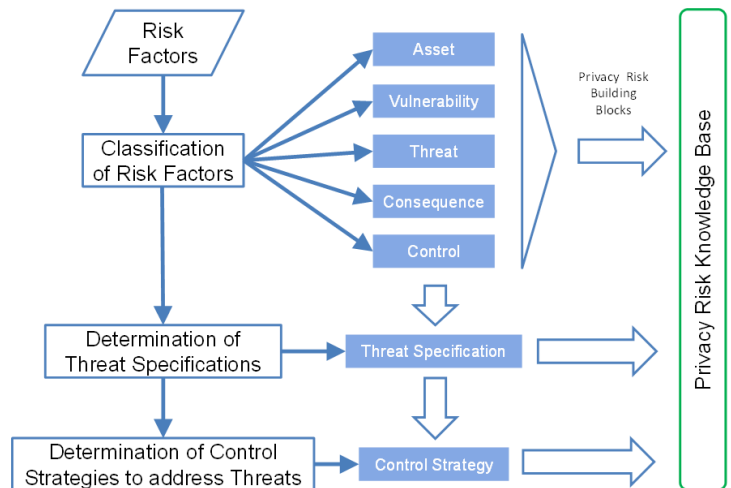 Risk
Factors
Classification
of Risk Factors
Asset
Vulnerability
Threat
Consequence
Control
Privacy Risk
Building
Blocks
Determination of
Threat Specifications
Threat Specification
Determination of Control
Strategies to address Threats
Control Strategy
Privacy Risk Knowledge Base